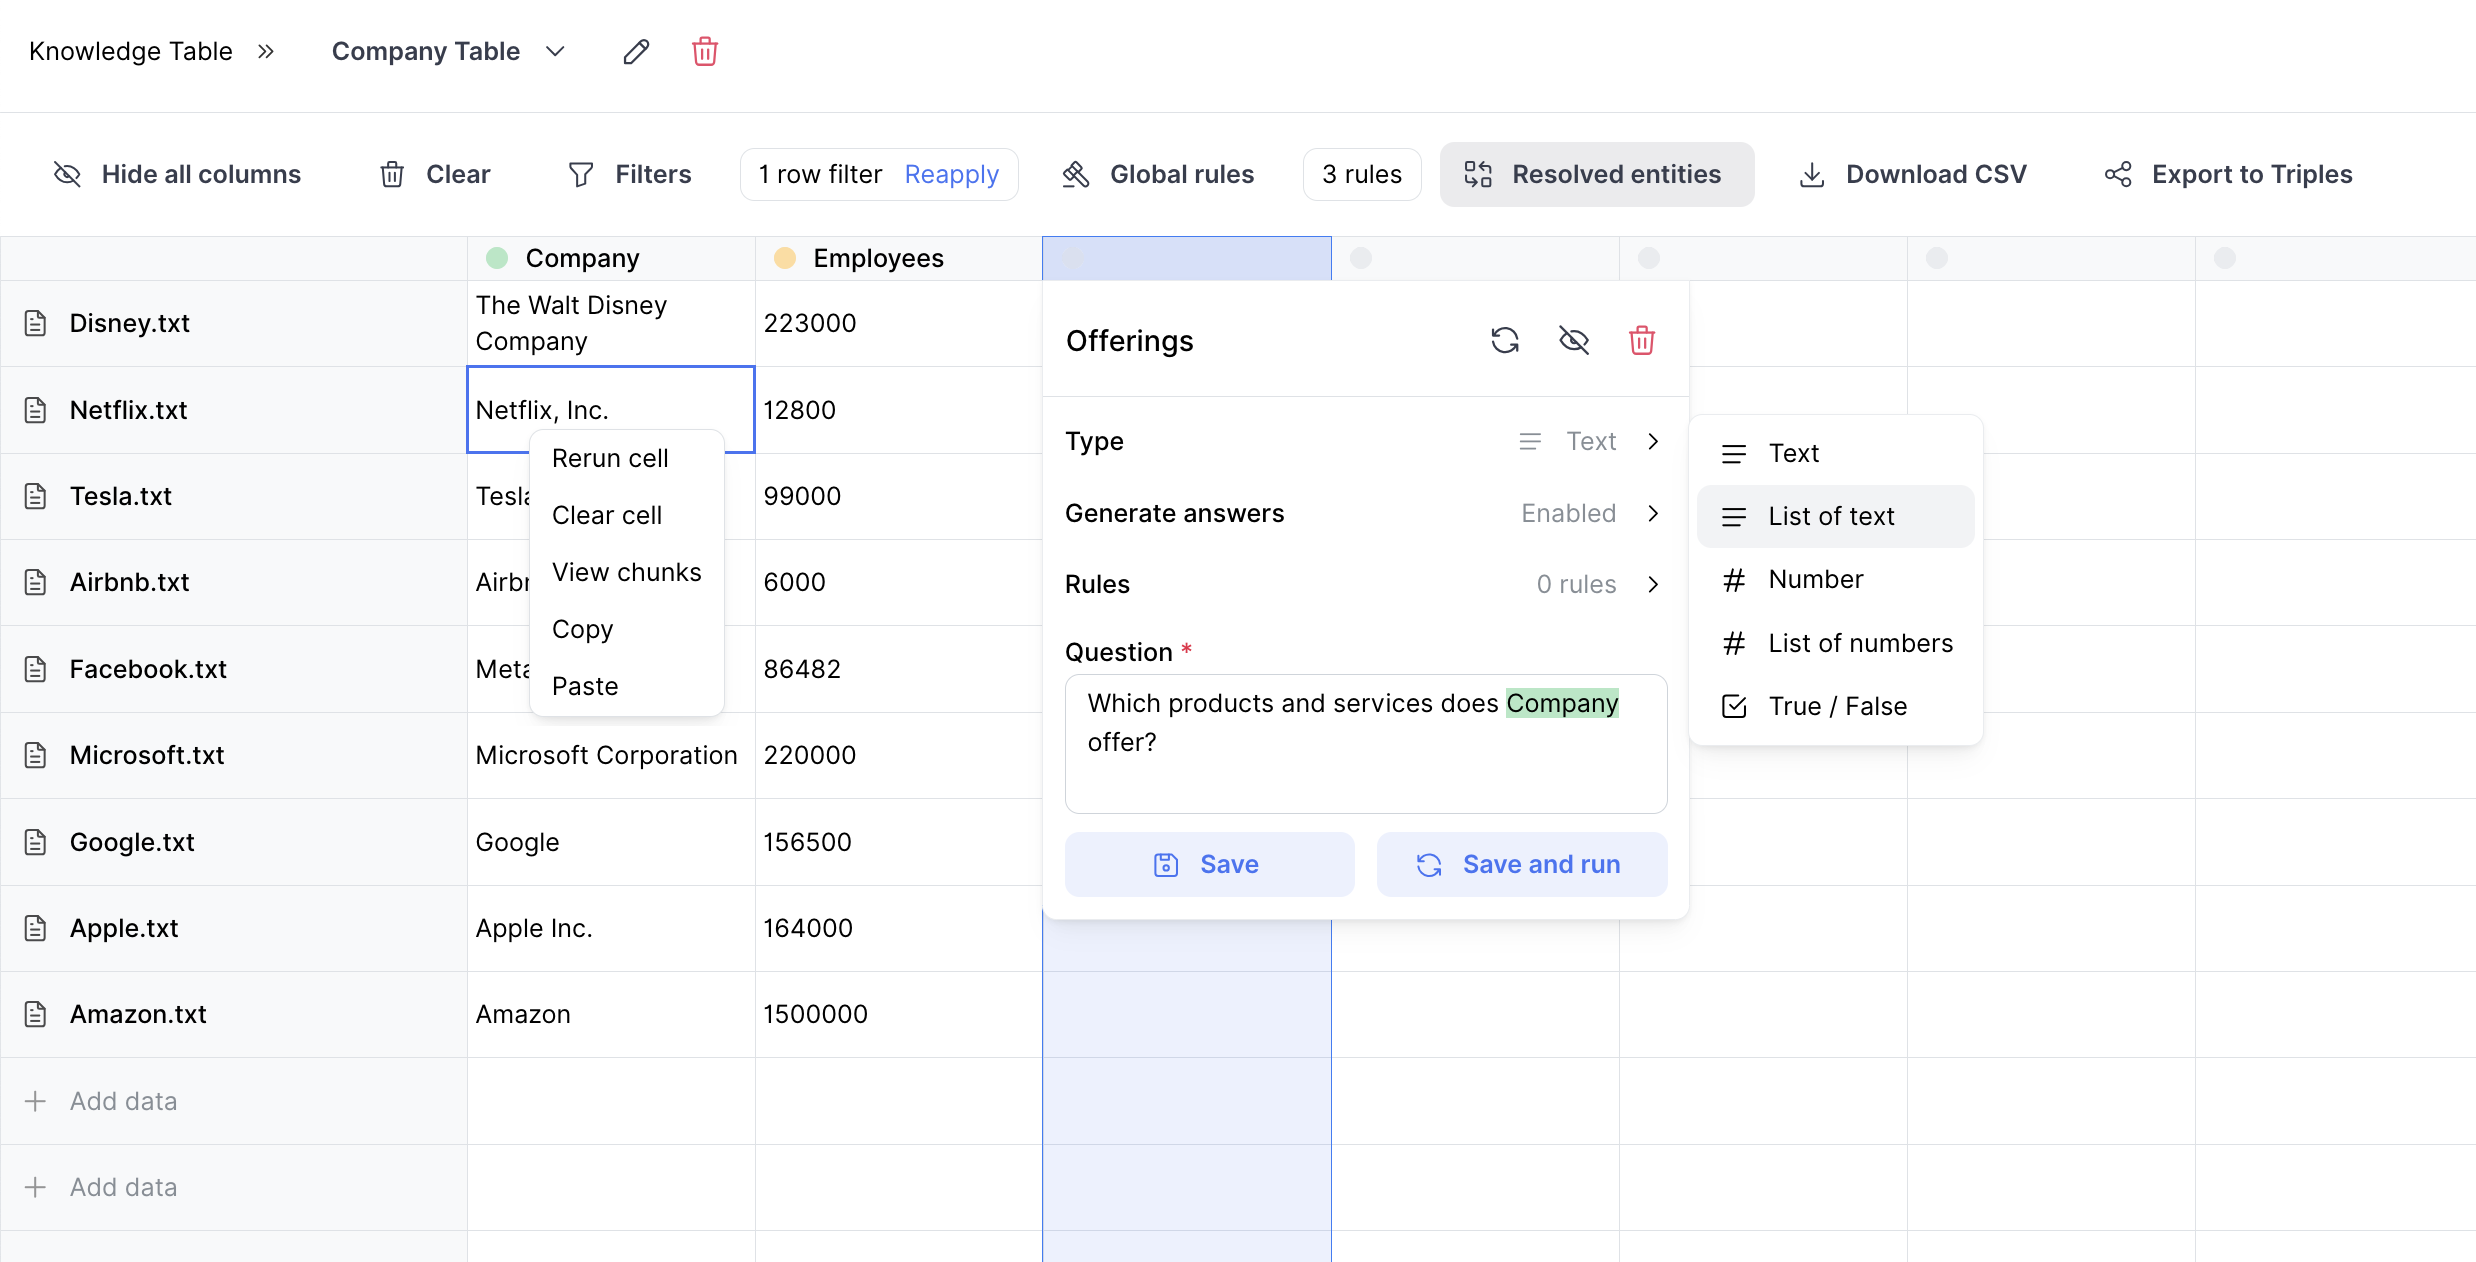 Knowledge Table
Company Table
Hide all columns
Clear
Filters
1 row filter Reapply
Global rules
3 rules
Resolved entities
Download CSV
Export to Triples
Company
Employees
Disney.txt
The Walt Disney
Company
223000
Netflix.txt
Netflix, Inc.
12800
Tesla.txt
99000
Airbnb.txt
6000
Facebook.txt
Meta
86482
Microsoft.txt
Microsoft Corporation
220000
Google.txt
Google
156500
Apple.txt
Apple Inc.
164000
Amazon.txt
Amazon
1500000
Add data
Add data
Rerun cell
Clear cell
View chunks
Copy
Paste
Offerings
Type
Text
Generate answers
Enabled
Rules
0 rules
Question *
Which products and services does Company
offer?
Save
Save and run
Text
List of text
Number
List of numbers
True / False